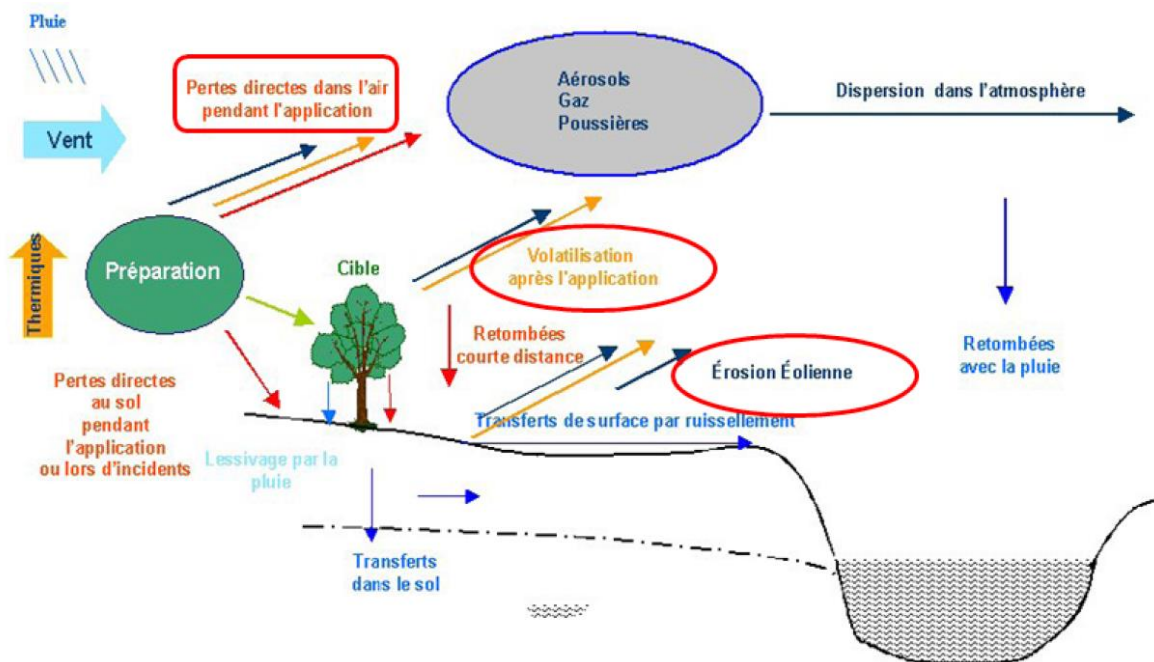 Pluie
Pertes directes dans l'air
pendant l'application
Aérosols
Gaz
Poussières
Dispersion dans l'atmosphère
Vent
Thermiques
Préparation
Cible
Volatilisation
après l'application
Retombées
courte distance
Érosion Éolienne
Retombées
avec la pluie
Pertes directes
au sol
pendant
l'application
ou lors d'incidents
Transferts de surface par ruissellement
Lessivage par la
pluie
Transferts
dans le sol